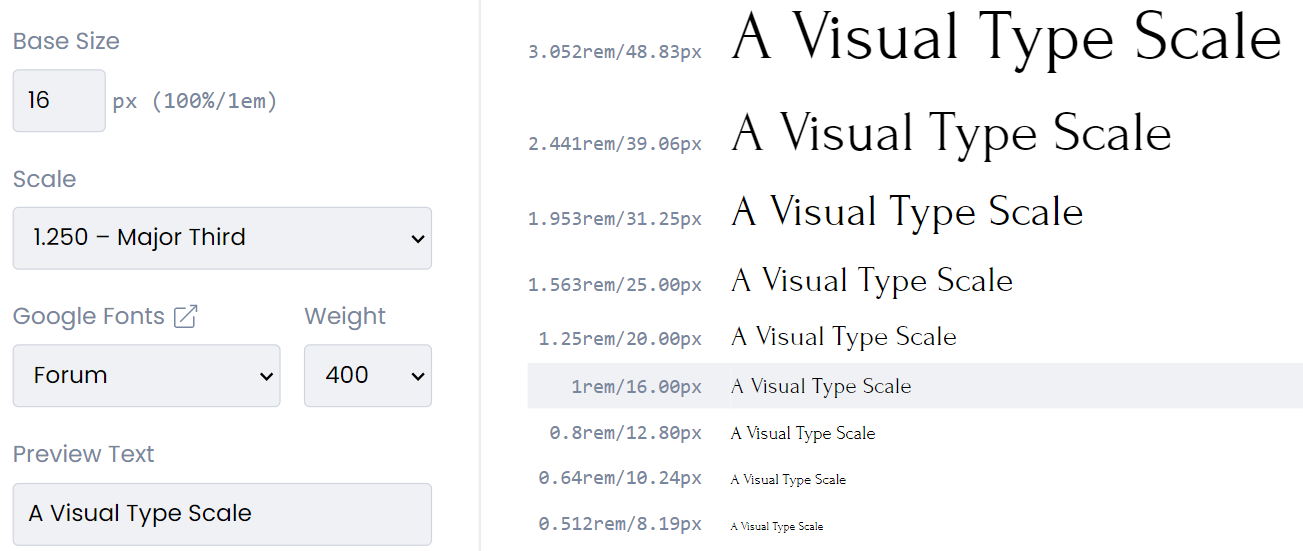 Base Size
16 px (100%/1em)
Scale
1.250 – Major Third
Google Fonts Weight
Forum 400
Preview Text
A Visual Type Scale
3.052rem/48.83px A Visual Type Scale
2.441rem/39.06px A Visual Type Scale
1.953rem/31.25px A Visual Type Scale
1.563rem/25.00px A Visual Type Scale
1.25rem/20.00px A Visual Type Scale
1rem/16.00px A Visual Type Scale
0.8rem/12.80px A Visual Type Scale
0.64rem/10.24px A Visual Type Scale
0.512rem/8.19px A Visual Type Scale